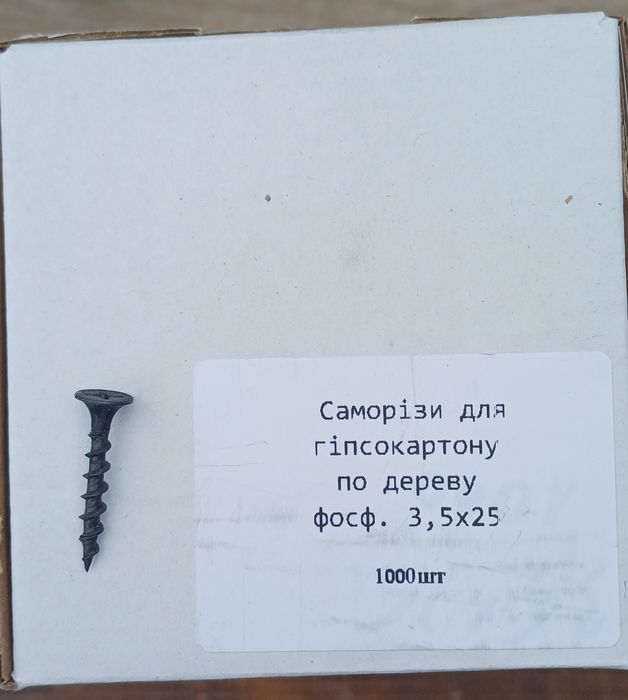 Саморізи для
гіпсокартону
по дереву
фосф. 3,5х25
1000шт